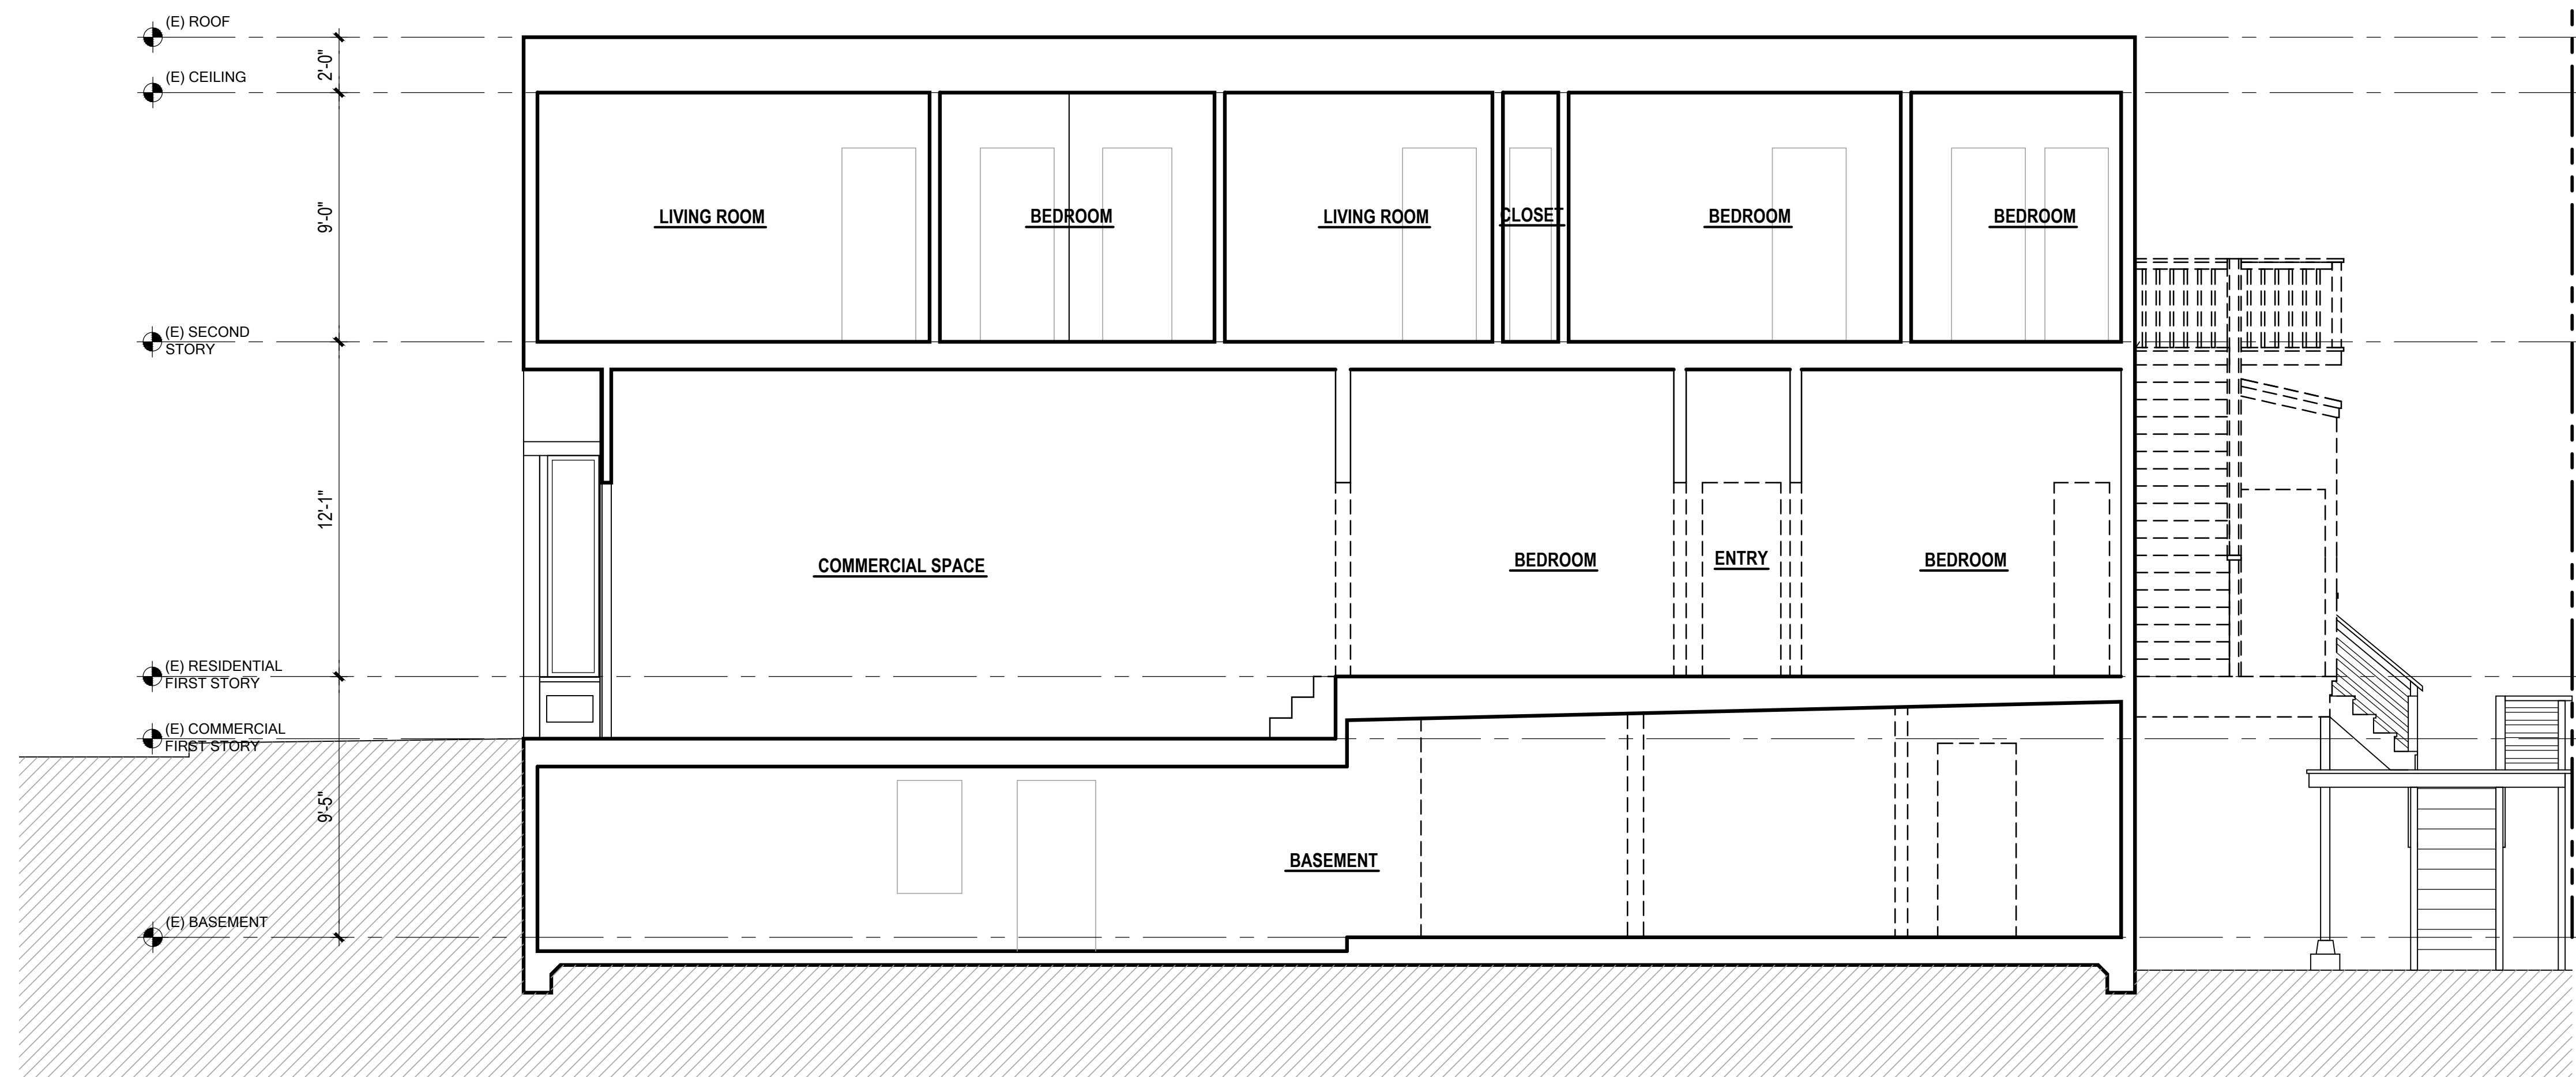 (E) ROOF
2'-0"
(E) CEILING
9'-0"
LIVING ROOM
BEDROOM
LIVING ROOM
CLOSET
BEDROOM
BEDROOM
(E) SECOND
STORY
12'-1"
COMMERCIAL SPACE
BEDROOM
ENTRY
BEDROOM
(E) RESIDENTIAL
FIRST STORY
(E) COMMERCIAL
FIRST STORY
9'-5"
BASEMENT
(E) BASEMENT